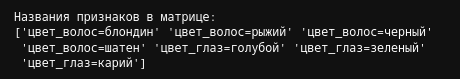 Названия признаков в матрице:
['цвет_волос=блондин' 'цвет_волос=рыжий' 'цвет_волос=черный'
 'цвет_волос=шатен' 'цвет_глаз=голубой' 'цвет_глаз=зеленый'
 'цвет_глаз=карий']